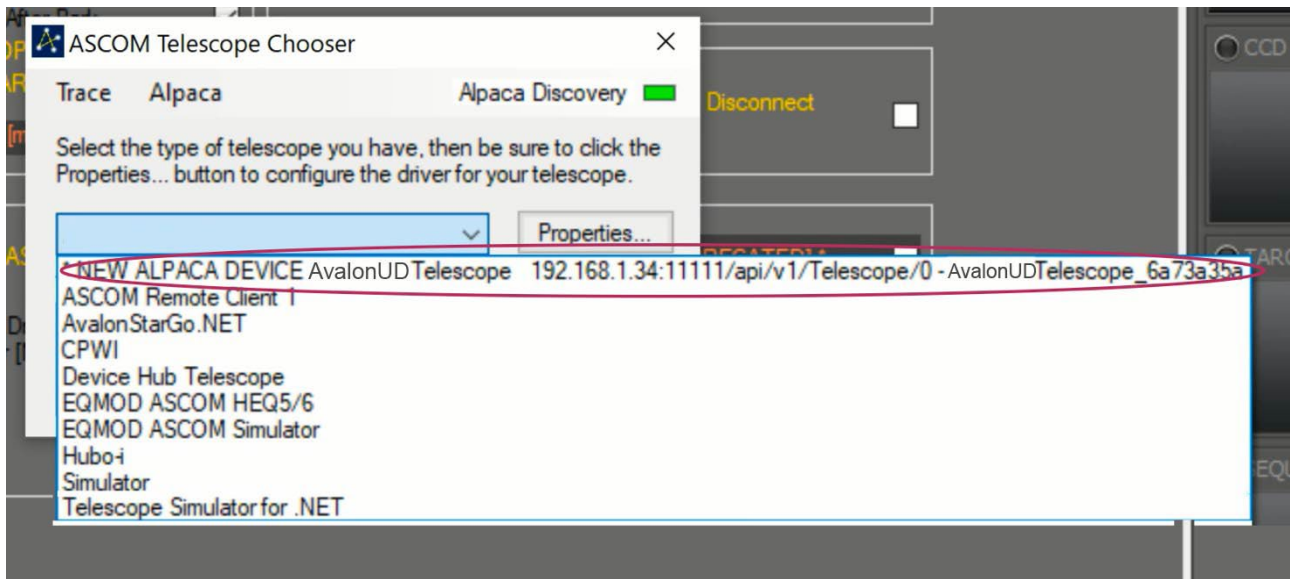 ASCOM Telescope Chooser
CCD
Trace Alpaca Alpaca Discovery
Disconnect
Select the type of telescope you have, then be sure to click the
Properties... button to configure the driver for your telescope.
Properties...
* NEW ALPACA DEVICE AvalonUDTelescope 192.168.1.34:11111/api/v1/Telescope/0 - AvalonUDTelescope_6a73a35a
ASCOM Remote Client 1
AvalonStarGo.NET
CPWI
Device Hub Telescope
EQMOD ASCOM HEQ5/6
EQMOD ASCOM Simulator
Hubo-i
Simulator
Telescope Simulator for .NET